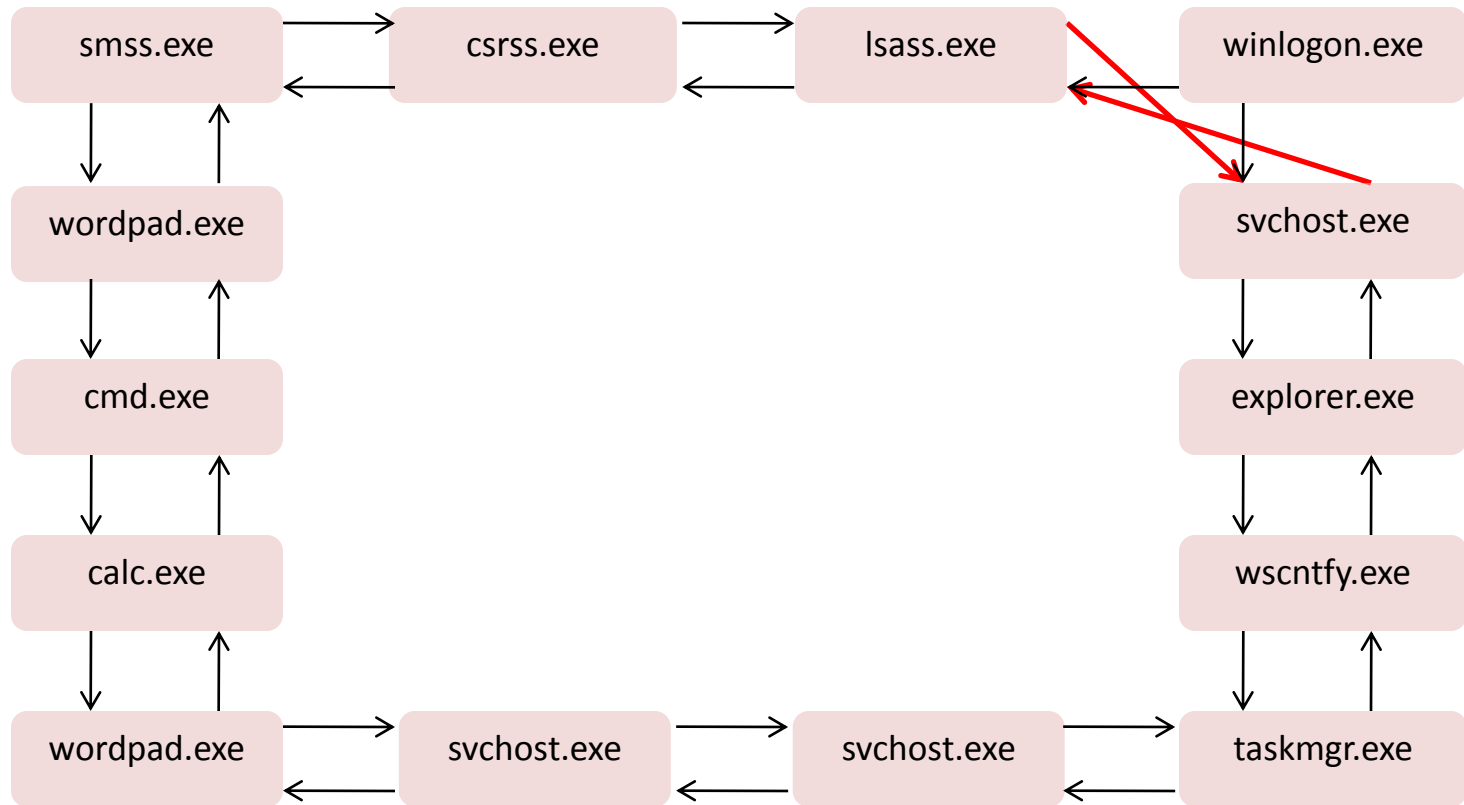 smss.exe
csrss.exe
lsass.exe
winlogon.exe
wordpad.exe
svchost.exe
cmd.exe
explorer.exe
calc.exe
wscntfy.exe
wordpad.exe
svchost.exe
svchost.exe
taskmgr.exe